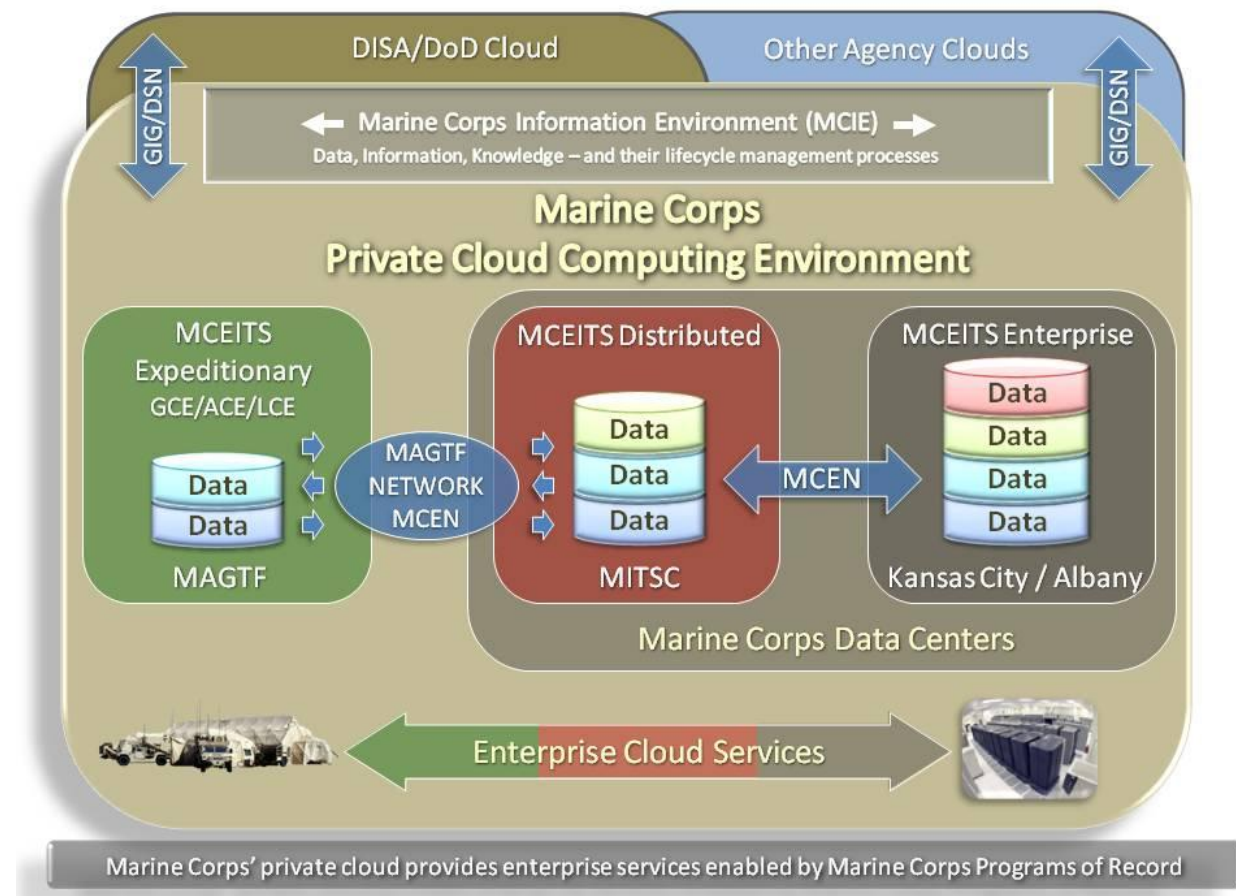 DISA/DoD Cloud
Other Agency Clouds
GIG/DSN
GIG/DSN
Marine Corps Information Environment (MCIE)
Data, Information, Knowledge – and their lifecycle management processes
Marine Corps
Private Cloud Computing Environment
MCEITS
Expeditionary
GCE/ACE/LCE
Data
Data
MAGTF
MAGTF
NETWORK
MCEN
MCEITS Distributed
Data
Data
Data
MITSC
MCEN
MCEITS Enterprise
Data
Data
Data
Data
Kansas City / Albany
Marine Corps Data Centers
Enterprise Cloud Services
Marine Corps’ private cloud provides enterprise services enabled by Marine Corps Programs of Record